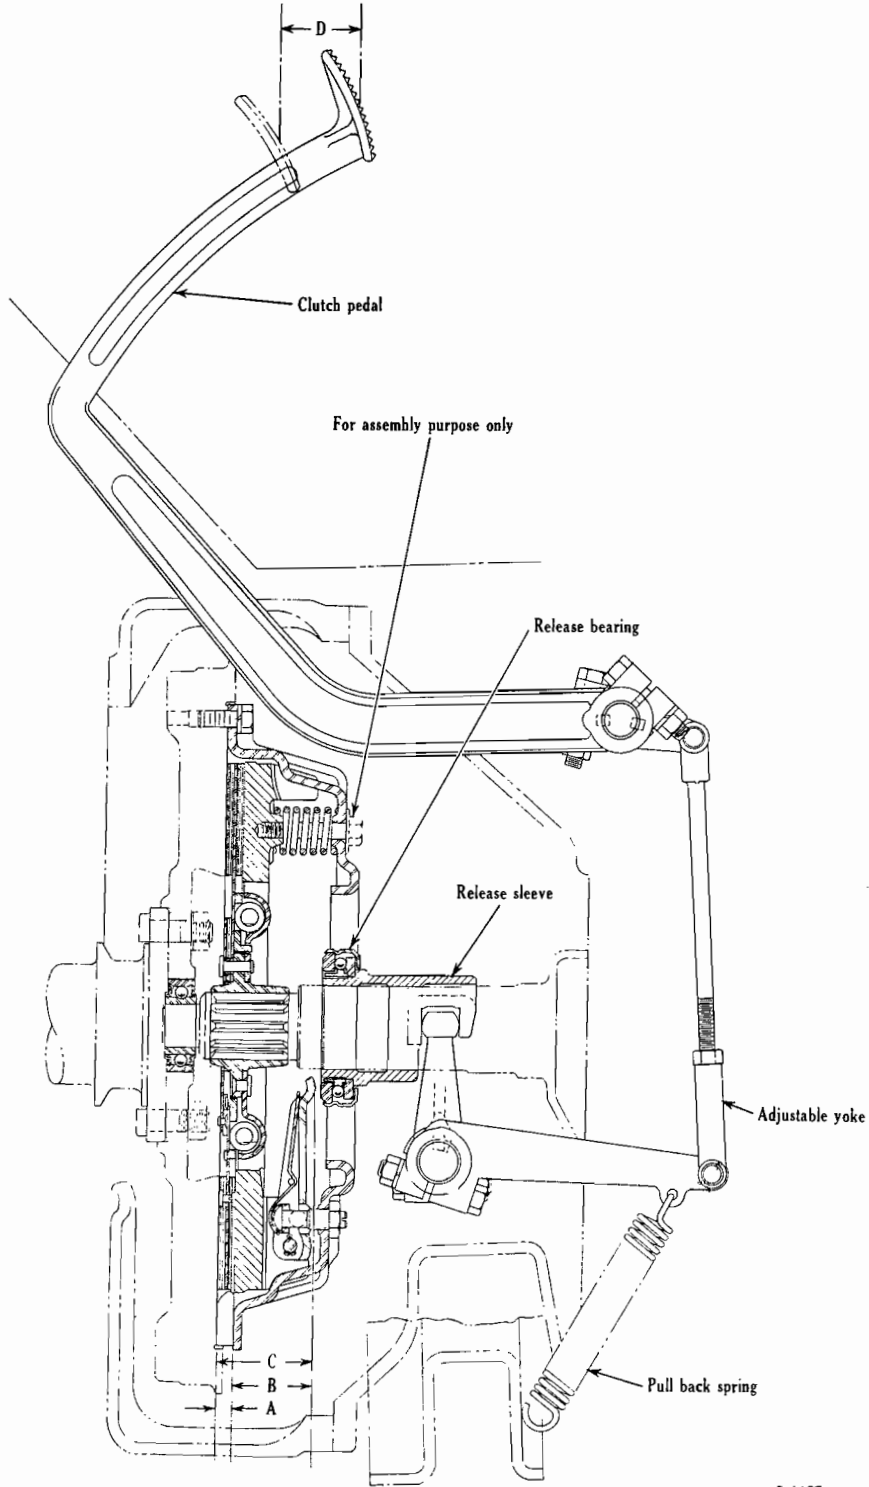 D
Clutch pedal
For assembly purpose only
Release bearing
Release sleeve
Adjustable yoke
C
B
Pull back spring
A